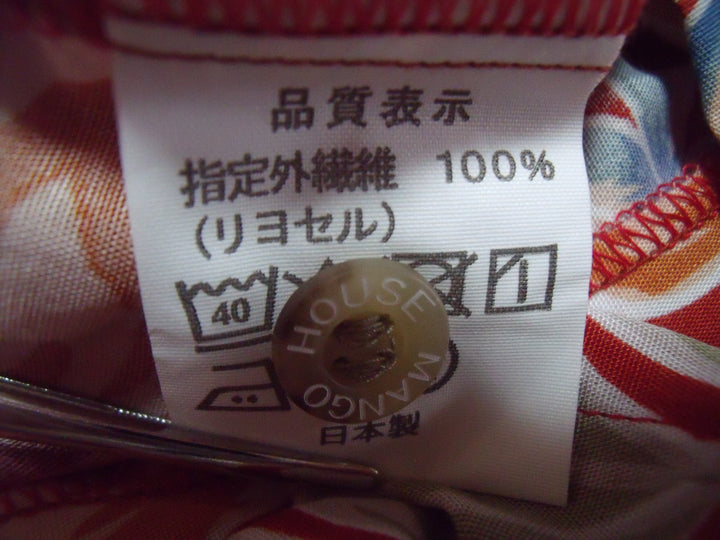 品質表示
指定外繊維 100%
(リヨセル)
40
HOUSE MANGO
日本製